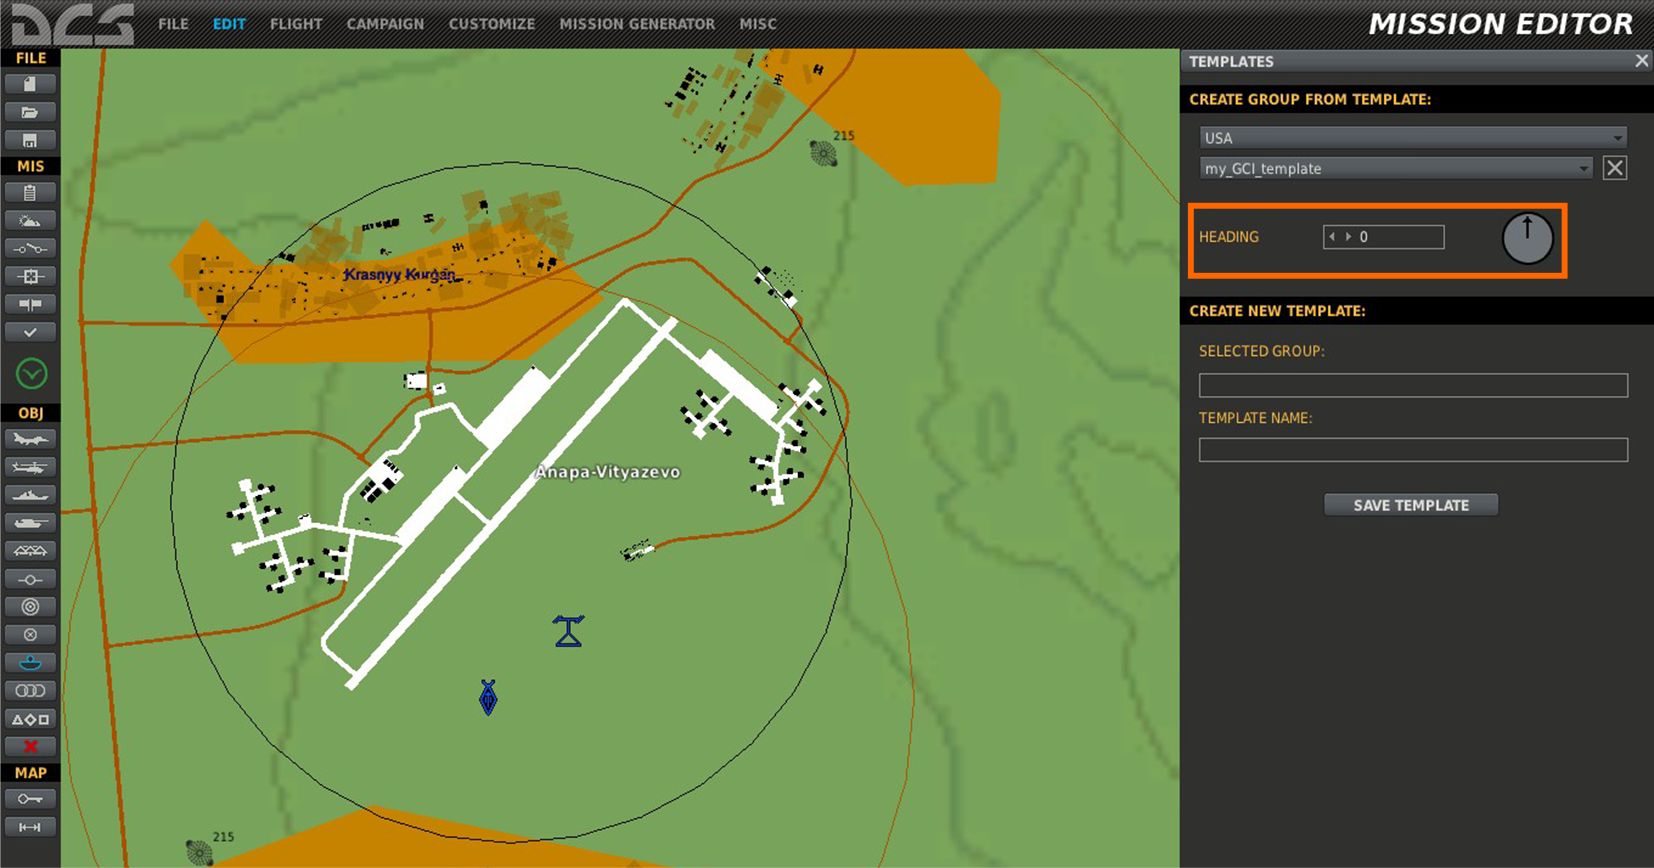 DCS FILE EDIT FLIGHT CAMPAIGN CUSTOMIZE MISSION GENERATOR MISC MISSION EDITOR
FILE
MIS
OBJ
MAP
215
Krasnyy Kurgan
Anapa-Vityazevo
215
TEMPLATES
CREATE GROUP FROM TEMPLATE:
USA
my_GCI_template
HEADING 0
CREATE NEW TEMPLATE:
SELECTED GROUP:
TEMPLATE NAME:
SAVE TEMPLATE